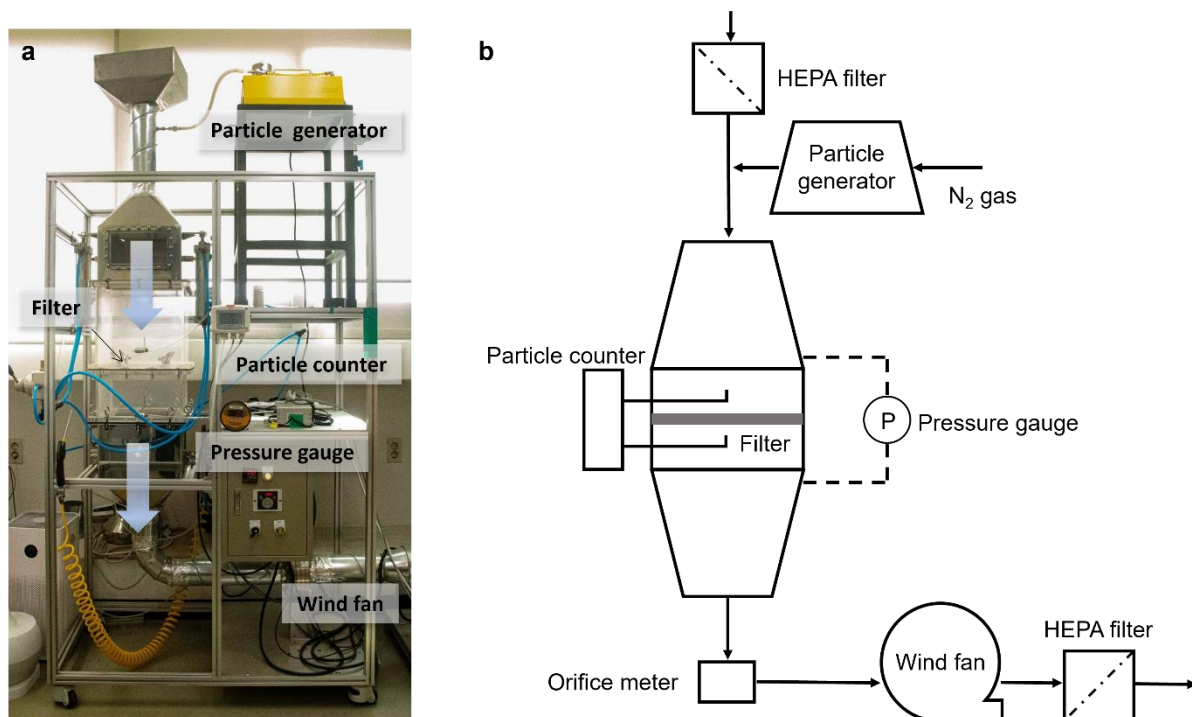 a
Particle generator
Filter
Particle counter
Pressure gauge
Wind fan
b
HEPA filter
Particle
generator
N₂ gas
Particle counter
Filter
P
Pressure gauge
Orifice meter
Wind fan
HEPA filter